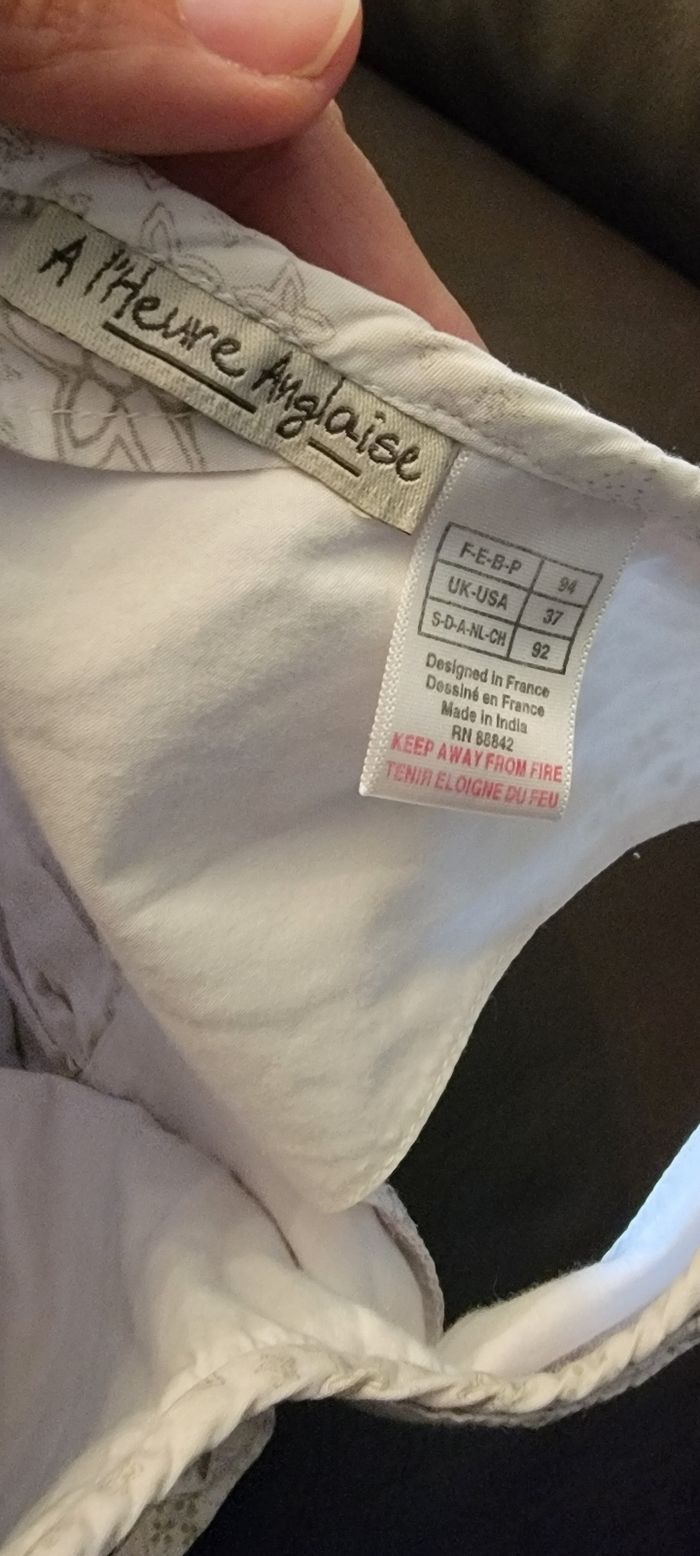 A l'Heure Anglaise
F-E-B-P 94
UK-USA 37
S-D-A-NL-CH 92
Designed in France
Dessiné en France
Made in India
RN 88842
KEEP AWAY FROM FIRE
TENIR ELOIGNE DU FEU